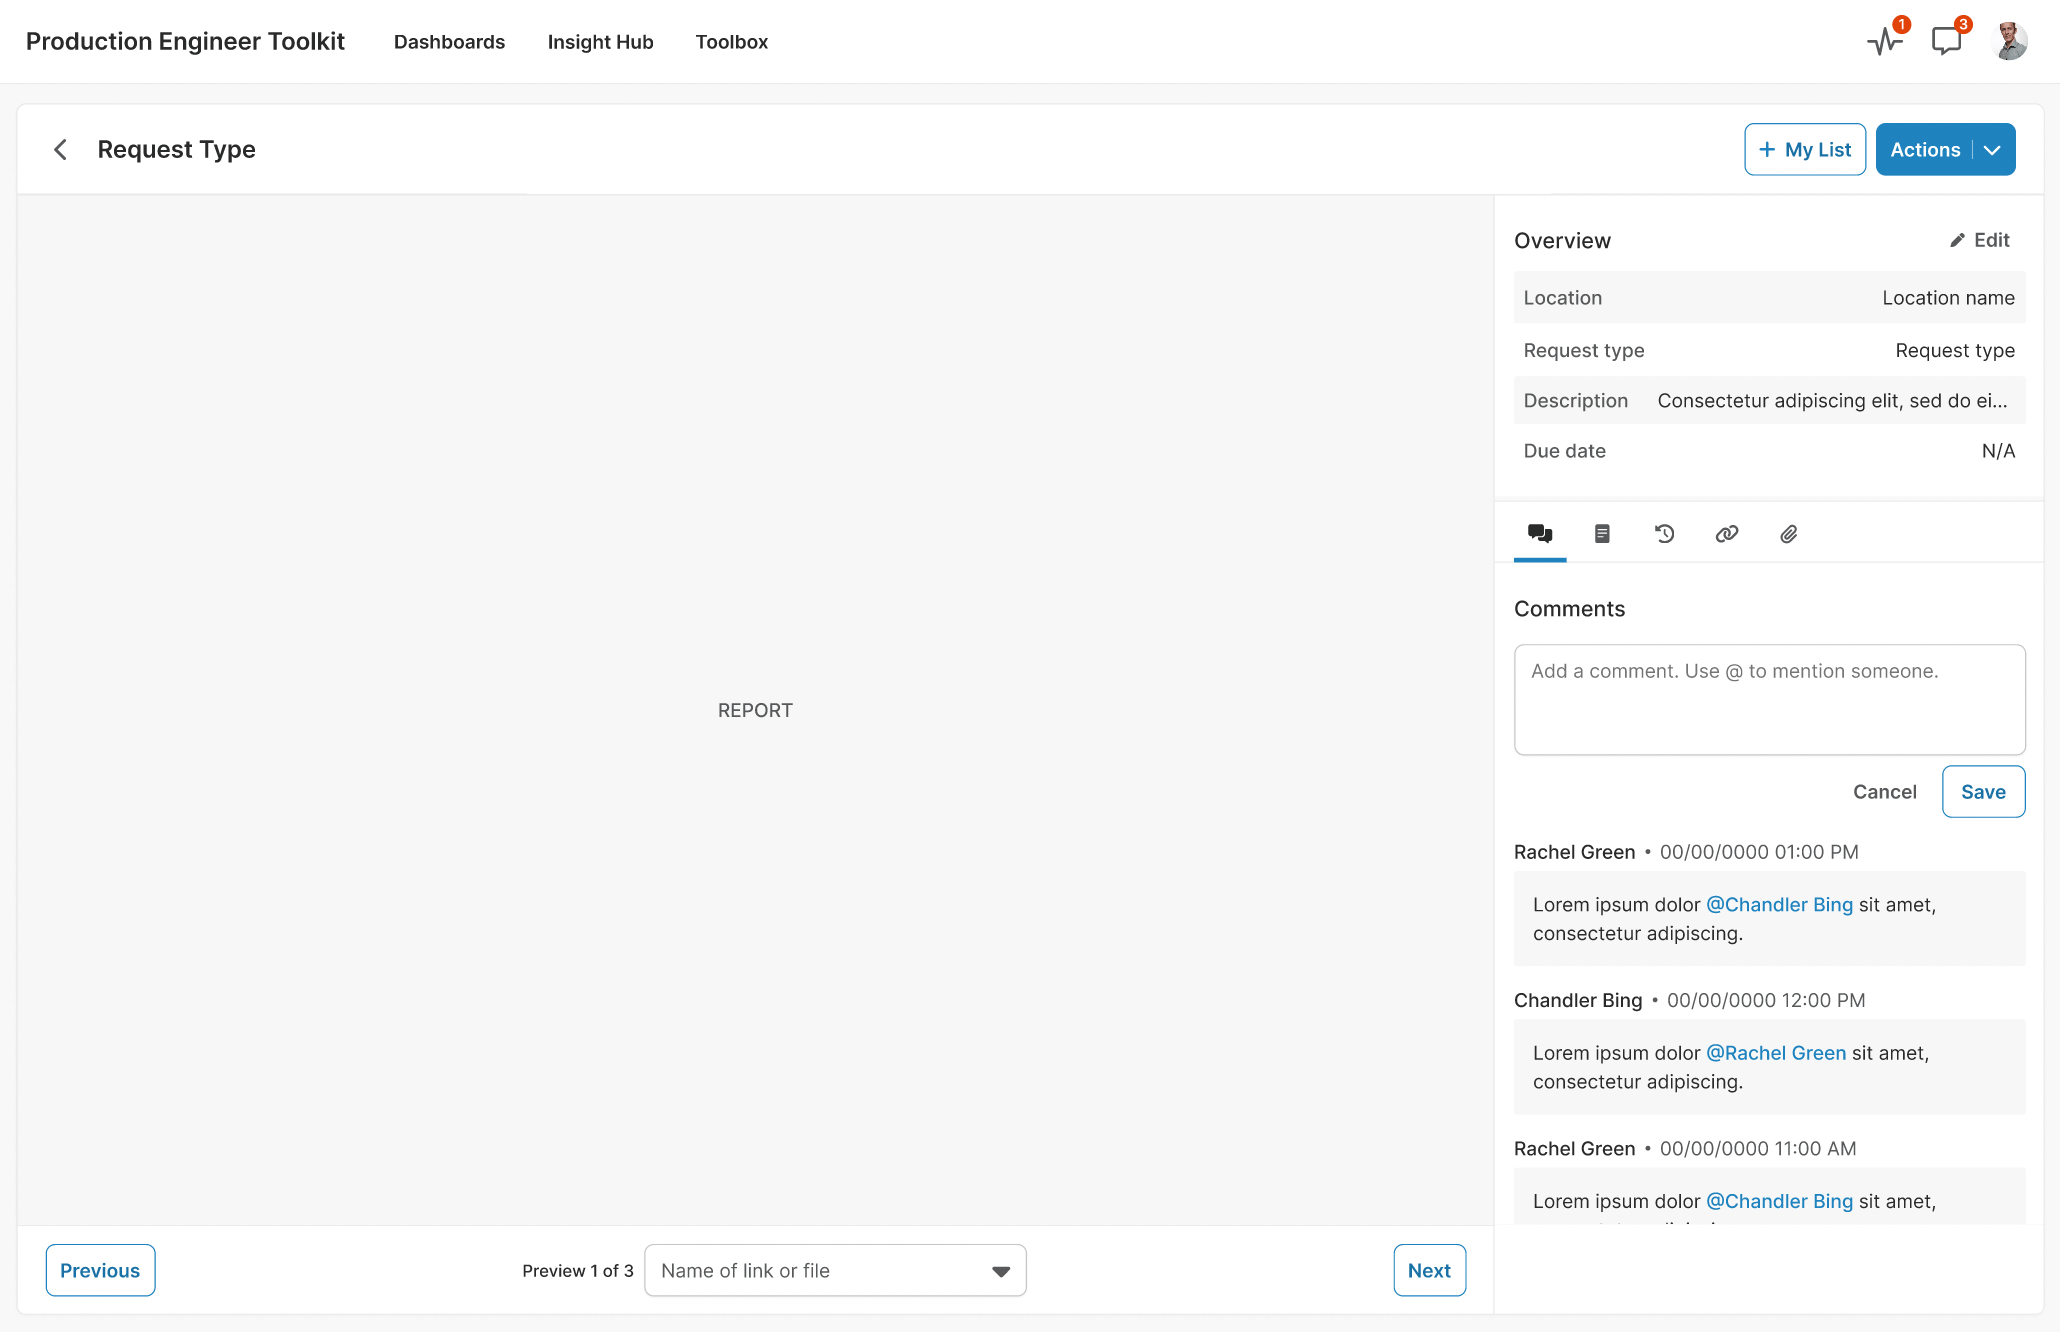 Production Engineer Toolkit
Dashboards
Insight Hub
Toolbox
1
3
Request Type
+ My List
Actions
Overview
Edit
Location
Location name
Request type
Request type
Description
Consectetur adipiscing elit, sed do ei...
Due date
N/A
REPORT
Comments
Add a comment. Use @ to mention someone.
Cancel
Save
Rachel Green • 00/00/0000 01:00 PM
Lorem ipsum dolor @Chandler Bing sit amet,
consectetur adipiscing.
Chandler Bing • 00/00/0000 12:00 PM
Lorem ipsum dolor @Rachel Green sit amet,
consectetur adipiscing.
Rachel Green • 00/00/0000 11:00 AM
Lorem ipsum dolor @Chandler Bing sit amet,
Previous
Preview 1 of 3
Name of link or file
Next